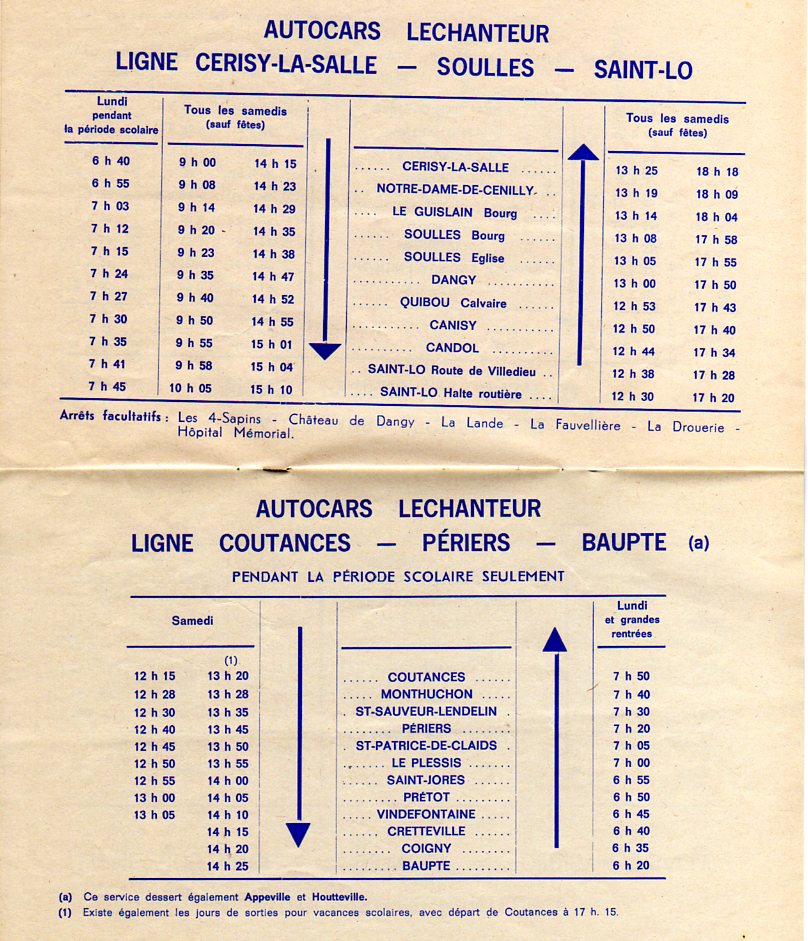 AUTOCARS LECHANTEUR
LIGNE CERISY-LA-SALLE — SOULLES — SAINT-LO
Lundi pendant la période scolaire | Tous les samedis (sauf fêtes) | Tous les samedis (sauf fêtes)
6 h 40 9 h 00 14 h 15 ...... CERISY-LA-SALLE ...... 13 h 25 18 h 18
6 h 55 9 h 08 14 h 23 .. NOTRE-DAME-DE-CENILLY. .. 13 h 19 18 h 09
7 h 03 9 h 14 14 h 29 .... LE GUISLAIN Bourg .... 13 h 14 18 h 04
7 h 12 9 h 20 14 h 35 ...... SOULLES Bourg ...... 13 h 08 17 h 58
7 h 15 9 h 23 14 h 38 ...... SOULLES Eglise ...... 13 h 05 17 h 55
7 h 24 9 h 35 14 h 47 ........... DANGY ........... 13 h 00 17 h 50
7 h 27 9 h 40 14 h 52 ...... QUIBOU Calvaire ...... 12 h 53 17 h 43
7 h 30 9 h 50 14 h 55 .......... CANISY .......... 12 h 50 17 h 40
7 h 35 9 h 55 15 h 01 .......... CANDOL .......... 12 h 44 17 h 34
7 h 41 9 h 58 15 h 04 .. SAINT-LO Route de Villedieu .. 12 h 38 17 h 28
7 h 45 10 h 05 15 h 10 .... SAINT-LO Halte routière .... 12 h 30 17 h 20
Arrêts facultatifs : Les 4-Sapins - Château de Dangy - La Lande - La Fauvellière - La Drouerie -
Hôpital Mémorial.
AUTOCARS LECHANTEUR
LIGNE COUTANCES — PÉRIERS — BAUPTE (a)
PENDANT LA PÉRIODE SCOLAIRE SEULEMENT
Samedi | Lundi et grandes rentrées
(1)
12 h 15 13 h 20 ...... COUTANCES ...... 7 h 50
12 h 28 13 h 28 ..... MONTHUCHON ..... 7 h 40
12 h 30 13 h 35 . ST-SAUVEUR-LENDELIN . 7 h 30
12 h 40 13 h 45 ........ PÉRIERS ........ 7 h 20
12 h 45 13 h 50 . ST-PATRICE-DE-CLAIDS . 7 h 05
12 h 50 13 h 55 ....... LE PLESSIS ....... 7 h 00
12 h 55 14 h 00 ...... SAINT-JORES ...... 6 h 55
13 h 00 14 h 05 ......... PRÉTOT ......... 6 h 50
13 h 05 14 h 10 ..... VINDEFONTAINE ..... 6 h 45
14 h 15 ...... CRETTEVILLE ...... 6 h 40
14 h 20 ......... COIGNY ......... 6 h 35
14 h 25 ......... BAUPTE ......... 6 h 20
(a) Ce service dessert également Appeville et Houtteville.
(1) Existe également les jours de sorties pour vacances scolaires, avec départ de Coutances à 17 h. 15.